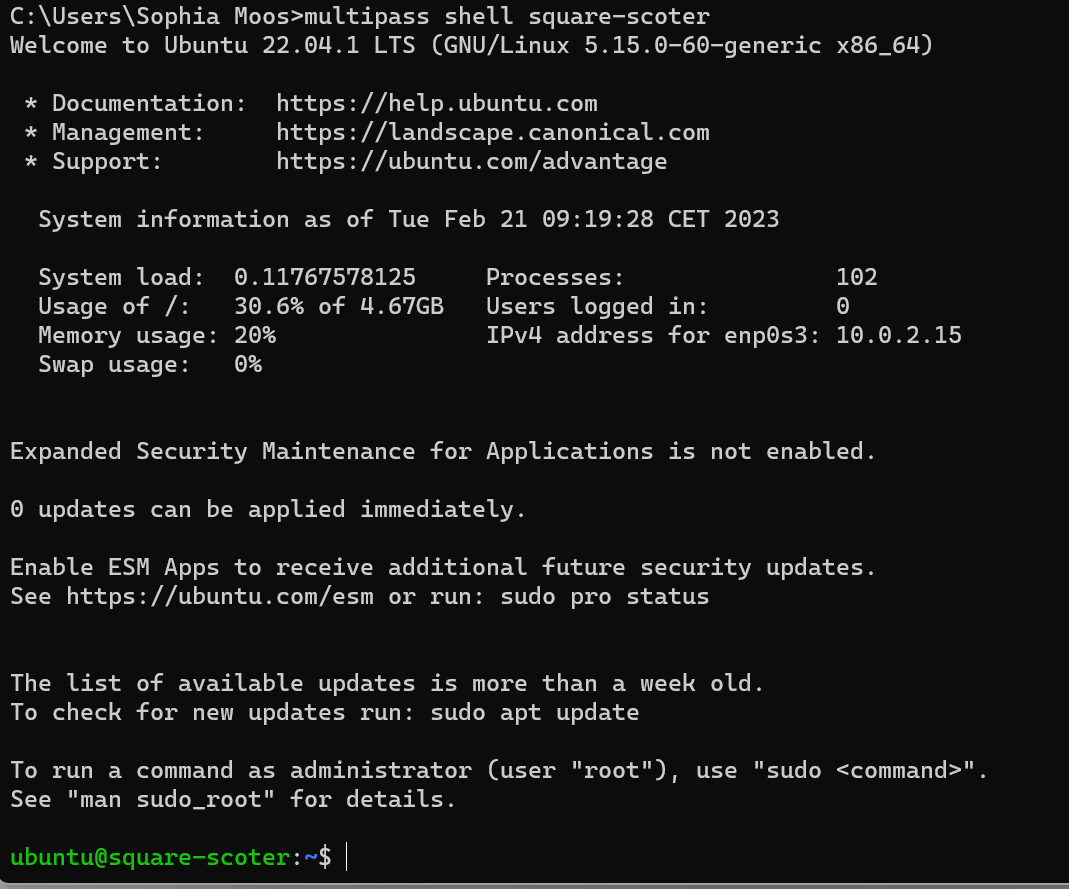 C:\Users\Sophia Moos>multipass shell square-scoter
Welcome to Ubuntu 22.04.1 LTS (GNU/Linux 5.15.0-60-generic x86_64)

 * Documentation:  https://help.ubuntu.com
 * Management:     https://landscape.canonical.com
 * Support:        https://ubuntu.com/advantage

  System information as of Tue Feb 21 09:19:28 CET 2023

  System load:  0.11767578125     Processes:               102
  Usage of /:   30.6% of 4.67GB   Users logged in:         0
  Memory usage: 20%               IPv4 address for enp0s3: 10.0.2.15
  Swap usage:   0%


Expanded Security Maintenance for Applications is not enabled.

0 updates can be applied immediately.

Enable ESM Apps to receive additional future security updates.
See https://ubuntu.com/esm or run: sudo pro status


The list of available updates is more than a week old.
To check for new updates run: sudo apt update

To run a command as administrator (user "root"), use "sudo <command>".
See "man sudo_root" for details.

ubuntu@square-scoter:~$